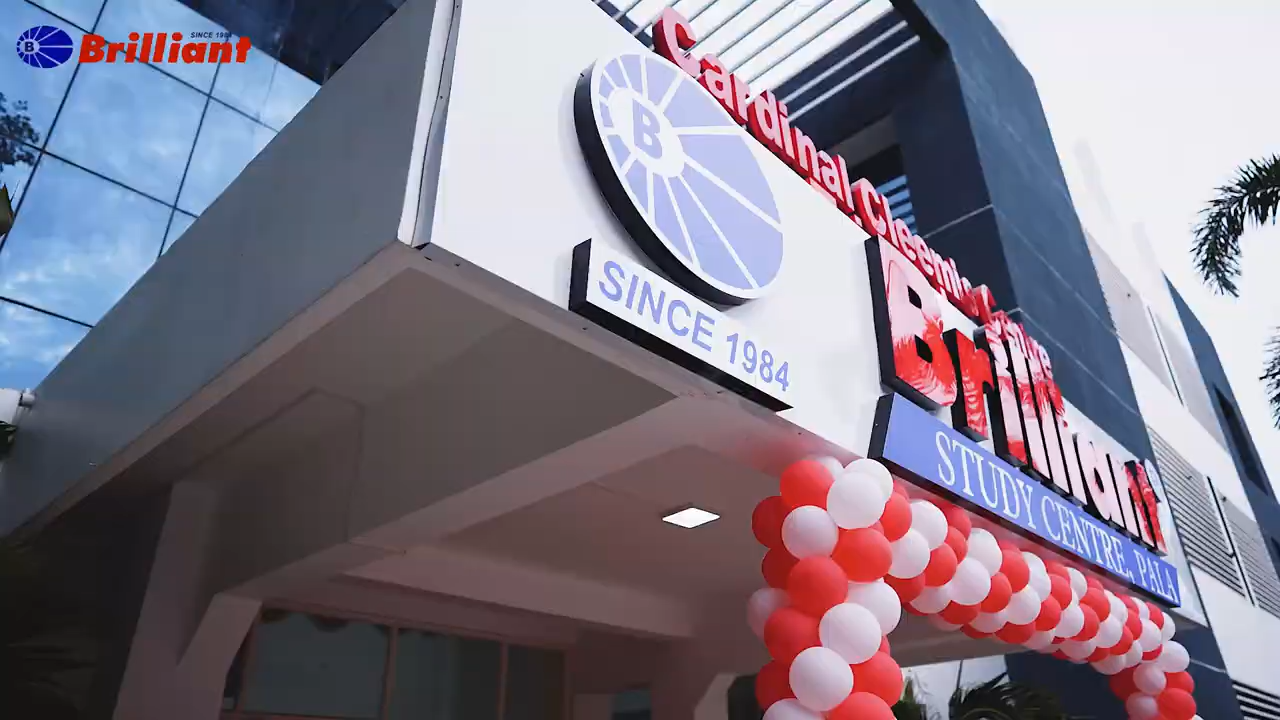 SINCE 1984
B
Brilliant
Cardinal Cleemis
B
SINCE 1984
Brilliant
STUDY CENTRE, PALA